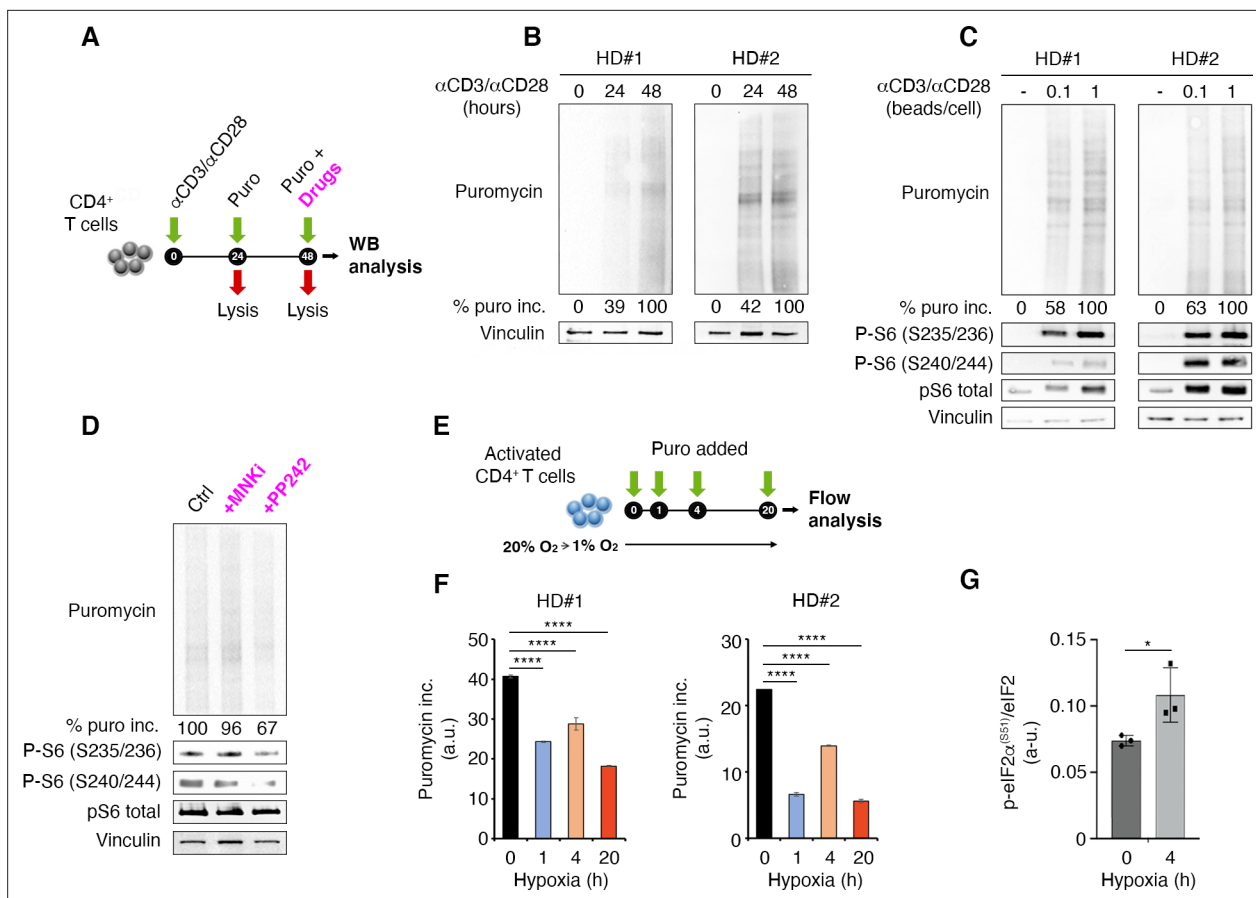 A
CD4+
T cells
αCD3/αCD28
Puro
Puro +
Drugs
0
24
48
WB
analysis
Lysis
Lysis
B
HD#1
HD#2
αCD3/αCD28
(hours)
0 24 48
0 24 48
Puromycin
% puro inc.
0 39 100
0 42 100
Vinculin
C
HD#1
HD#2
αCD3/αCD28
(beads/cell)
- 0.1 1
- 0.1 1
Puromycin
% puro inc.
0 58 100
0 63 100
P-S6 (S235/236)
P-S6 (S240/244)
pS6 total
Vinculin
D
Ctrl
+MNKi
+PP242
Puromycin
% puro inc.
100 96 67
P-S6 (S235/236)
P-S6 (S240/244)
pS6 total
Vinculin
E
Activated
CD4+ T cells
Puro added
0
1
4
20
Flow
analysis
20% O2 > 1% O2
F
HD#1
Puromycin inc.
(a.u.)
50
40
30
20
10
0
****
****
****
0 1 4 20
Hypoxia (h)
HD#2
Puromycin inc.
(a.u.)
30
20
10
0
****
****
****
0 1 4 20
Hypoxia (h)
G
p-eIF2α(S51)/eIF2
(a-u.)
0.15
0.10
0.05
0
*
0 4
Hypoxia (h)